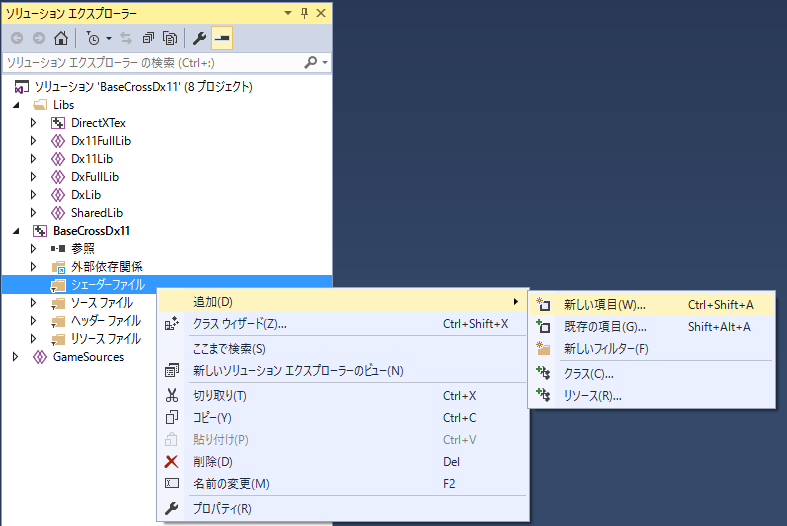 ソリューション エクスプローラー
ソリューション エクスプローラー の検索 (Ctrl+:)
ソリューション 'BaseCrossDx11' (8 プロジェクト)
Libs
DirectXTex
Dx11FullLib
Dx11Lib
DxFullLib
DxLib
SharedLib
BaseCrossDx11
参照
外部依存関係
シェーダーファイル
ソース ファイル
ヘッダー ファイル
リソース ファイル
GameSources
追加(D)
クラス ウィザード(Z)... Ctrl+Shift+X
ここまで検索(S)
新しいソリューション エクスプローラーのビュー(N)
切り取り(T) Ctrl+X
コピー(Y) Ctrl+C
貼り付け(P) Ctrl+V
削除(D) Del
名前の変更(M) F2
プロパティ(R)
新しい項目(W)... Ctrl+Shift+A
既存の項目(G)... Shift+Alt+A
新しいフィルター(F)
クラス(C)...
リソース(R)...